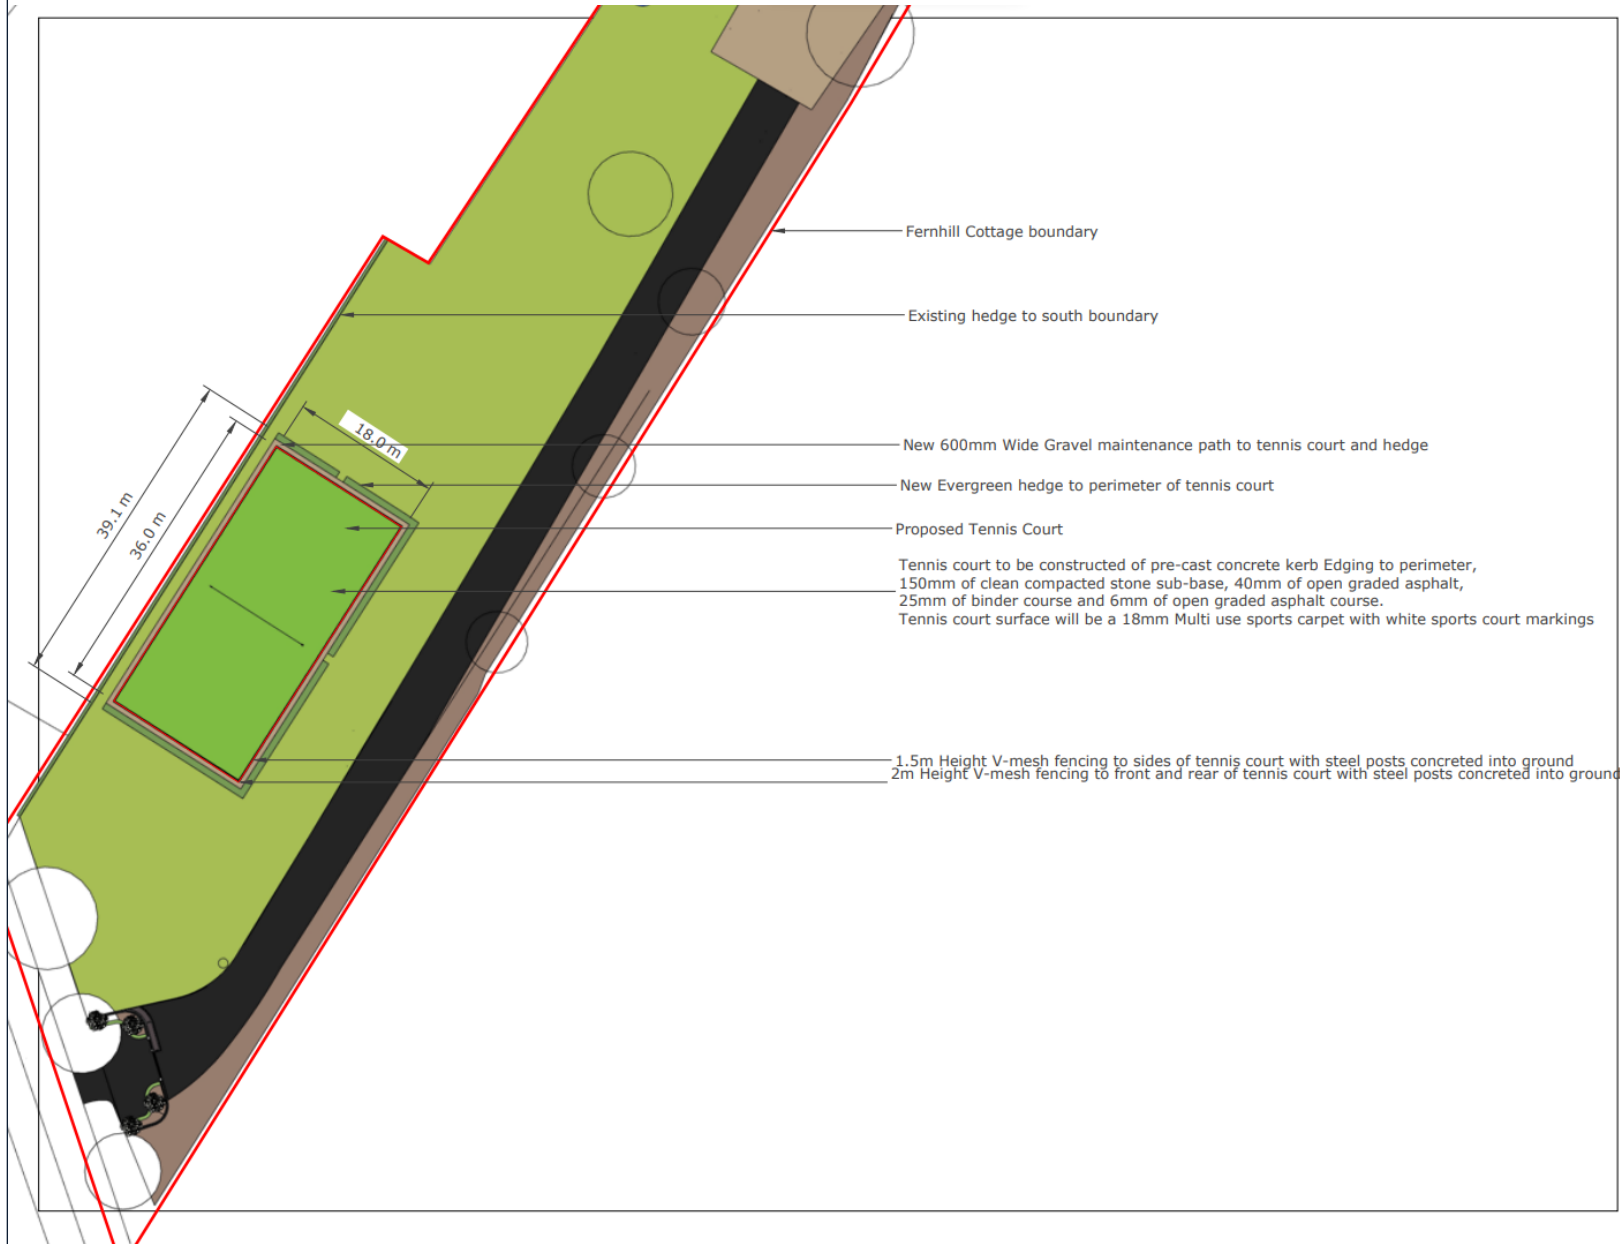 Fernhill Cottage boundary
Existing hedge to south boundary
18.0 m
39.1 m
36.0 m
New 600mm Wide Gravel maintenance path to tennis court and hedge
New Evergreen hedge to perimeter of tennis court
Proposed Tennis Court
Tennis court to be constructed of pre-cast concrete kerb Edging to perimeter,
150mm of clean compacted stone sub-base, 40mm of open graded asphalt,
25mm of binder course and 6mm of open graded asphalt course.
Tennis court surface will be a 18mm Multi use sports carpet with white sports court markings
1.5m Height V-mesh fencing to sides of tennis court with steel posts concreted into ground
2m Height V-mesh fencing to front and rear of tennis court with steel posts concreted into ground